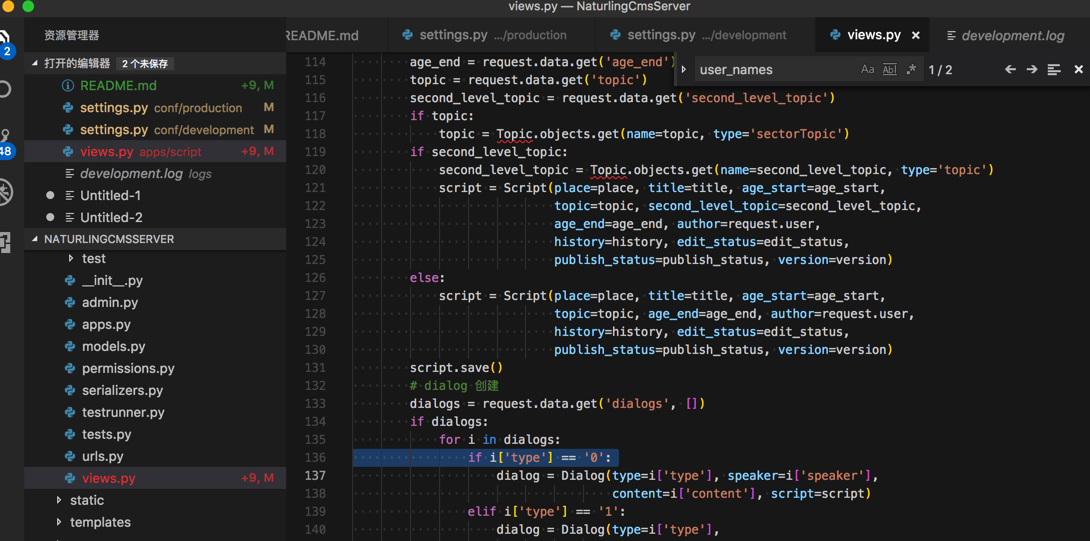 views.py — NaturlingCmsServer
资源管理器
README.md
settings.py .../production
settings.py .../development
views.py
development.log
2
打开的编辑器 2 个未保存
README.md +9, M
settings.py conf/production M
settings.py conf/development M
views.py apps/script +9, M
development.log logs
Untitled-1
Untitled-2
48
NATURLINGCMSSERVER
test
__init__.py
admin.py
apps.py
models.py
permissions.py
serializers.py
testrunner.py
tests.py
urls.py
views.py +9, M
static
templates
user_names Aa Abl .* 1 / 2
114 age_end = request.data.get('age_end')
115 topic = request.data.get('topic')
116 second_level_topic = request.data.get('second_level_topic')
117 if topic:
118 topic = Topic.objects.get(name=topic, type='sectorTopic')
119 if second_level_topic:
120 second_level_topic = Topic.objects.get(name=second_level_topic, type='topic')
121 script = Script(place=place, title=title, age_start=age_start,
122 topic=topic, second_level_topic=second_level_topic,
123 age_end=age_end, author=request.user,
124 history=history, edit_status=edit_status,
125 publish_status=publish_status, version=version)
126 else:
127 script = Script(place=place, title=title, age_start=age_start,
128 topic=topic, age_end=age_end, author=request.user,
129 history=history, edit_status=edit_status,
130 publish_status=publish_status, version=version)
131 script.save()
132 # dialog 创建
133 dialogs = request.data.get('dialogs', [])
134 if dialogs:
135 for i in dialogs:
136 if i['type'] == '0':
137 dialog = Dialog(type=i['type'], speaker=i['speaker'],
138 content=i['content'], script=script)
139 elif i['type'] == '1':
140 dialog = Dialog(type=i['type'],